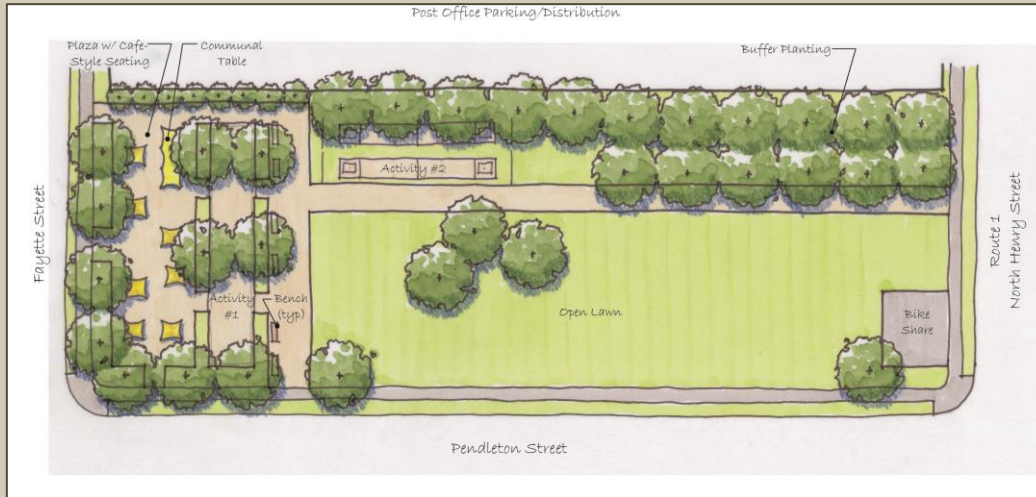 Post Office Parking/Distribution
Plaza w/ Cafe-
Style Seating
Communal
Table
Buffer Planting
Activity #2
Fayette Street
Route 1
North Henry Street
Activity
#1
Bench
(typ)
Open Lawn
Bike
Share
Pendleton Street